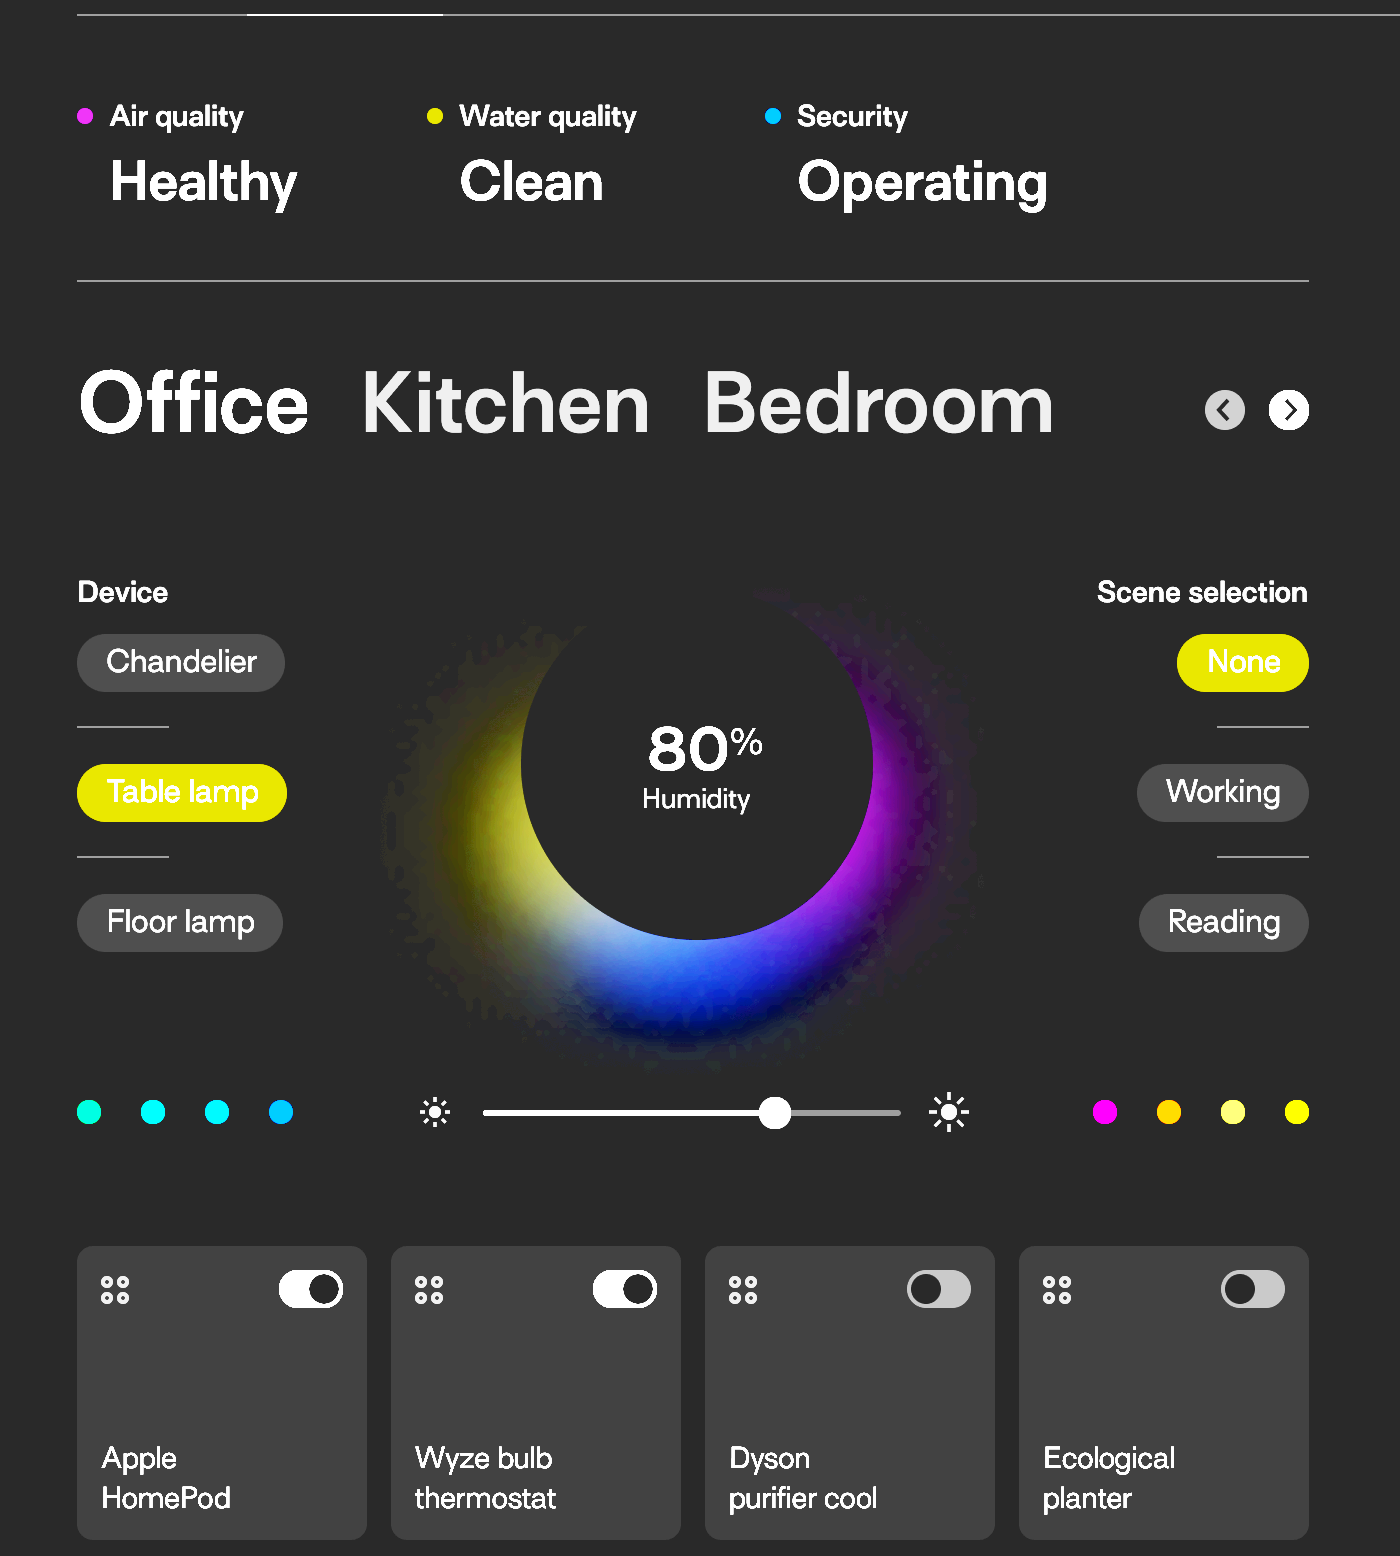 Air quality
Water quality
Security
Healthy
Clean
Operating
Office
Kitchen
Bedroom
Device
Scene selection
Chandelier
None
80%
Humidity
Table lamp
Working
Floor lamp
Reading
Apple
HomePod
Wyze bulb
thermostat
Dyson
purifier cool
Ecological
planter